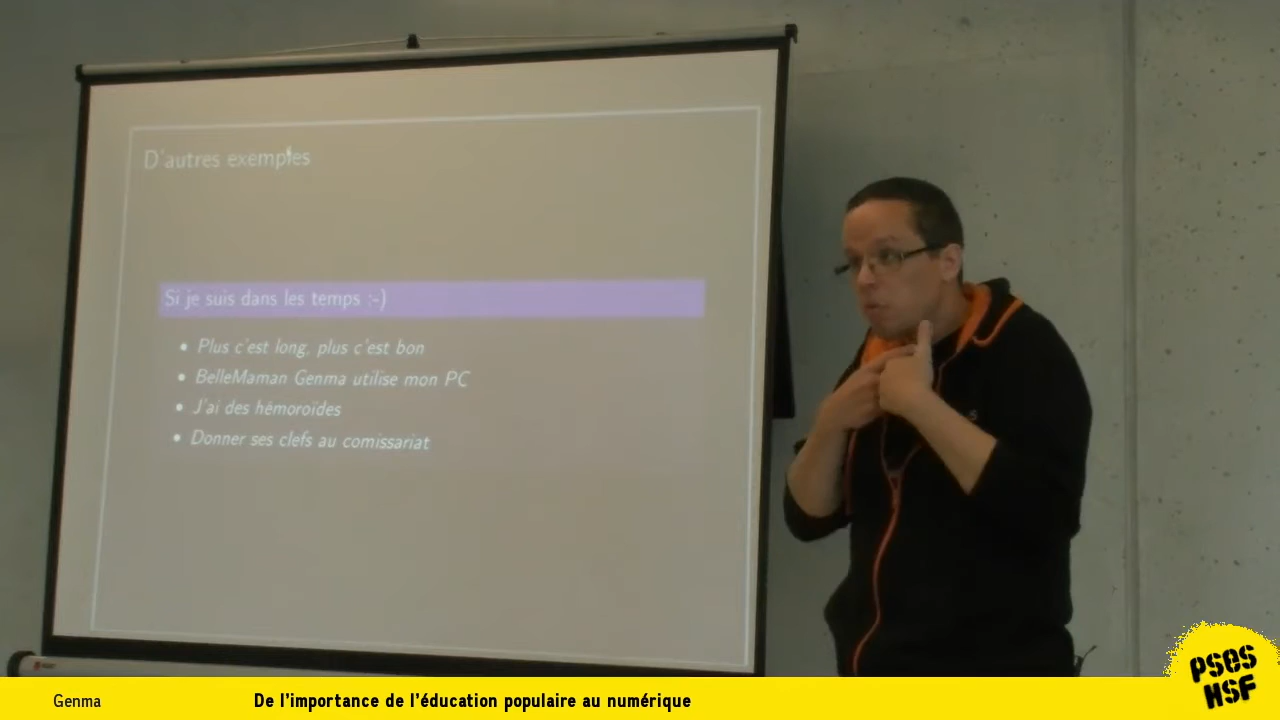 D'autres exemples
Si je suis dans les temps :-)
• Plus c'est long, plus c'est bon
• BelleMaman Genma utilise mon PC
• J'ai des hémoroïdes
• Donner ses clefs au comissariat
PSES
HSF
Genma
De l'importance de l'éducation populaire au numérique